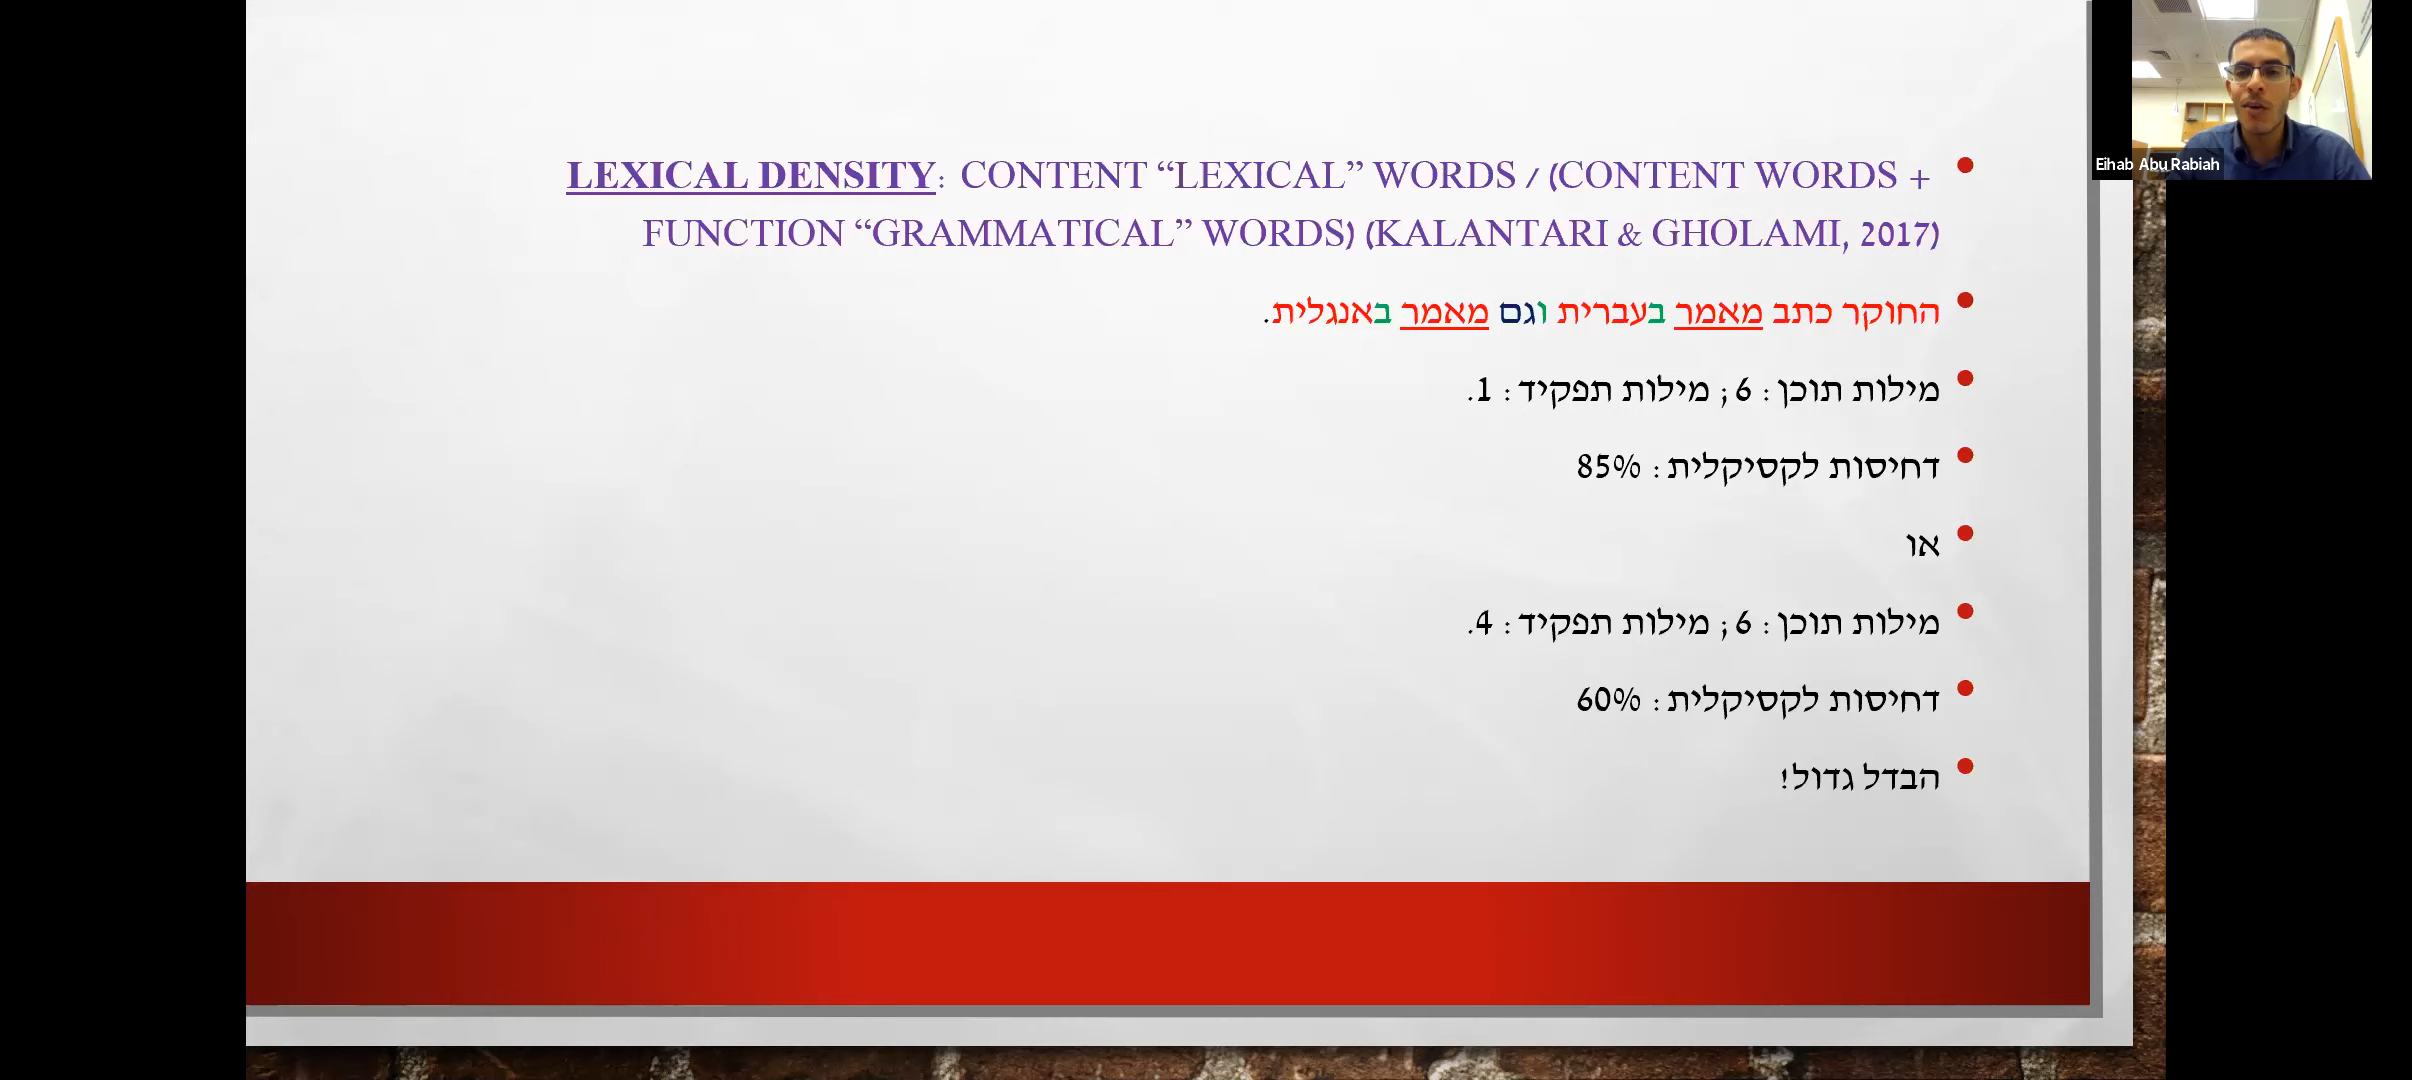 LEXICAL DENSITY: CONTENT “LEXICAL” WORDS / (CONTENT WORDS +
FUNCTION “GRAMMATICAL” WORDS) (KALANTARI & GHOLAMI, 2017)
החוקר כתב מאמר בעברית וגם מאמר באנגלית.
מילות תוכן: 6; מילות תפקיד: 1.
דחיסות לקסיקלית: 85%
או
מילות תוכן: 6; מילות תפקיד: 4.
דחיסות לקסיקלית: 60%
הבדל גדול!
Eihab Abu Rabiah